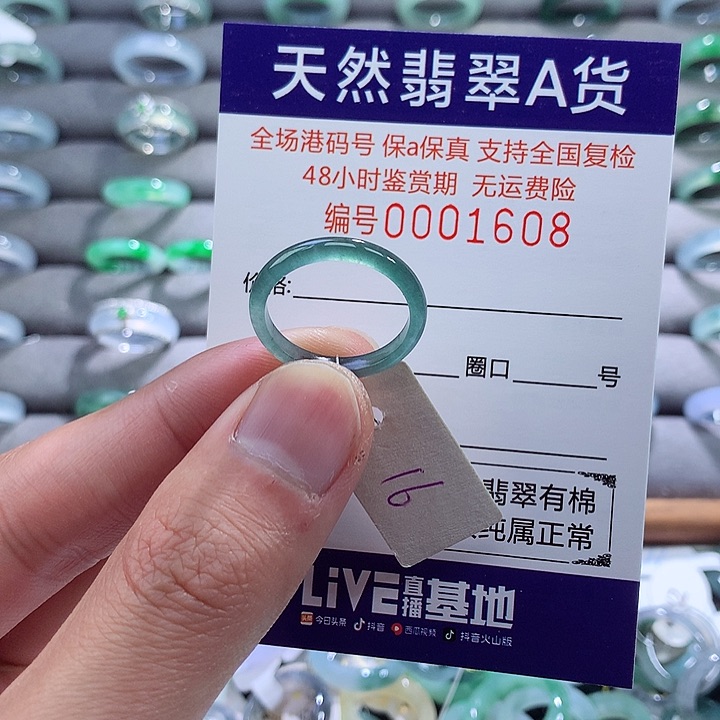 天然翡翠A货
全场港码号 保a保真 支持全国复检
48小时鉴赏期 无运费险
编号0001608
价格:
圈口 号
16
翡翠有棉
纯属正常
LiVE直播基地
今日头条 抖音 西瓜视频 抖音火山版